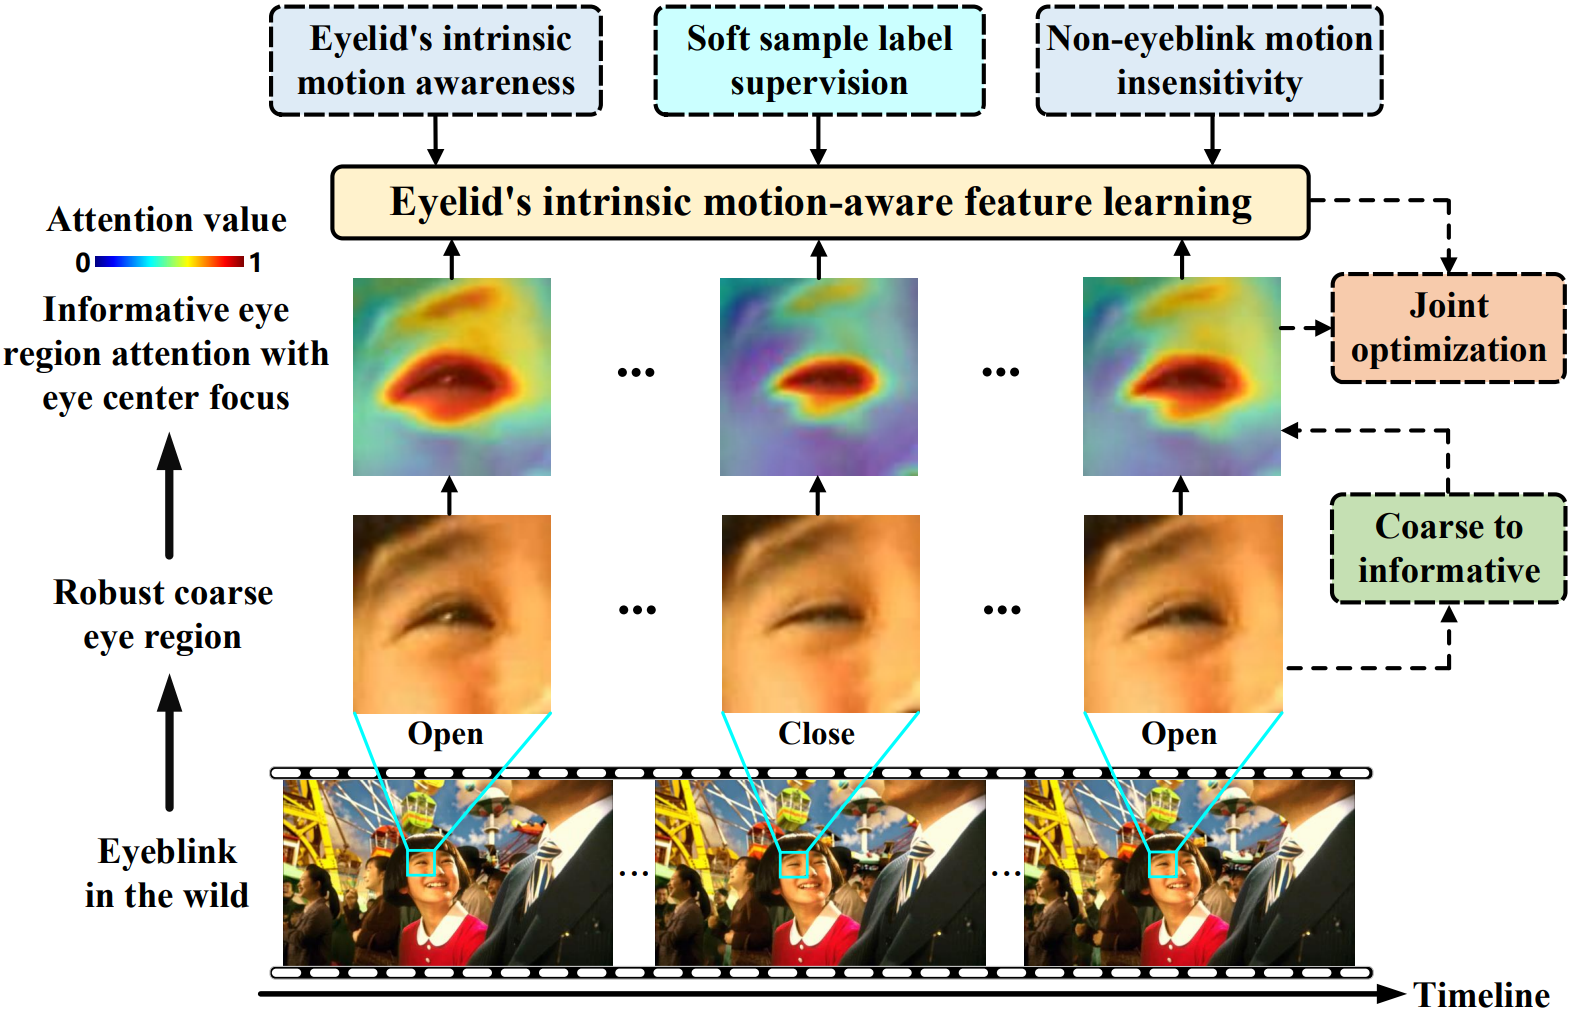 Eyelid's intrinsic
motion awareness
Soft sample label
supervision
Non-eyeblink motion
insensitivity
Eyelid's intrinsic motion-aware feature learning
Attention value
0 1
Informative eye
region attention with
eye center focus
Joint
optimization
•••
•••
Coarse to
informative
Robust coarse
eye region
•••
•••
Open
Close
Open
Eyeblink
in the wild
...
...
Timeline